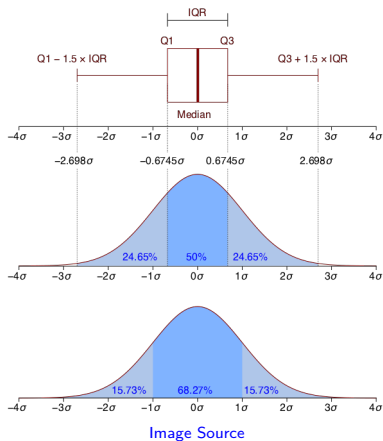 IQR
Q1 Q3
Q1 − 1.5 × IQR Q3 + 1.5 × IQR
Median
−4σ −3σ −2σ −1σ 0σ 1σ 2σ 3σ 4σ
−2.698σ −0.6745σ 0.6745σ 2.698σ
24.65% 50% 24.65%
−4σ −3σ −2σ −1σ 0σ 1σ 2σ 3σ 4σ
15.73% 68.27% 15.73%
−4σ −3σ −2σ −1σ 0σ 1σ 2σ 3σ 4σ
Image Source